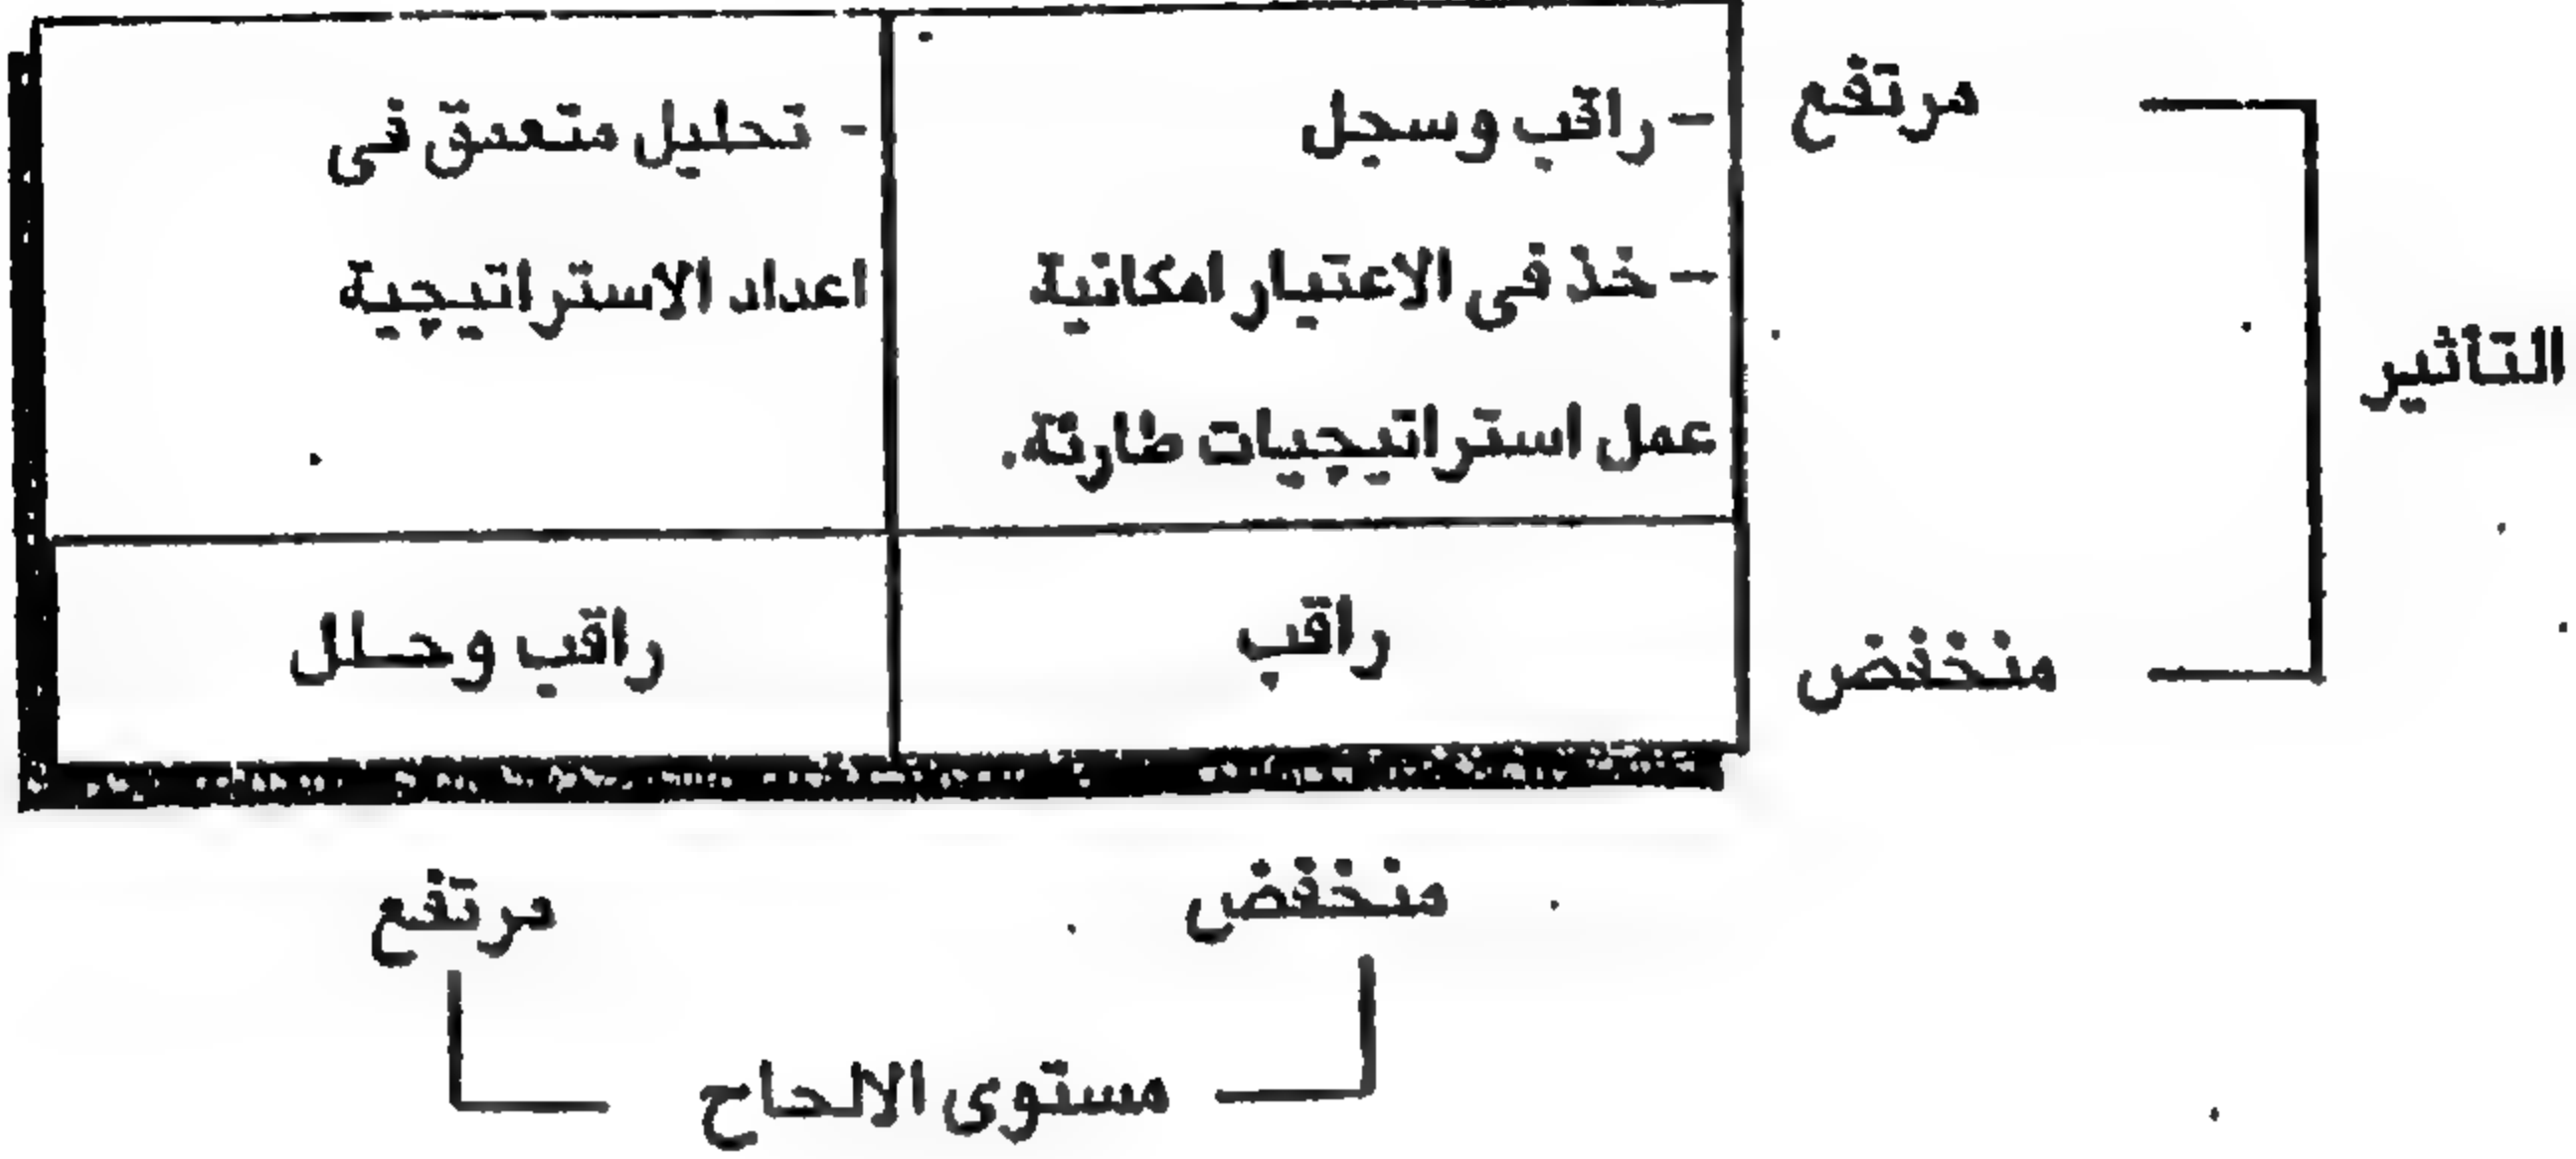 مرتفع
- راقب وسجل
- خذ فى الاعتبار امكانية
عمل استراتيجيات طارئة.
- تحليل متعمق فى
اعداد الاستراتيجية
التأثير
منخفض
راقب
راقب وحلل
منخفض
مرتفع
مستوى الالحاح